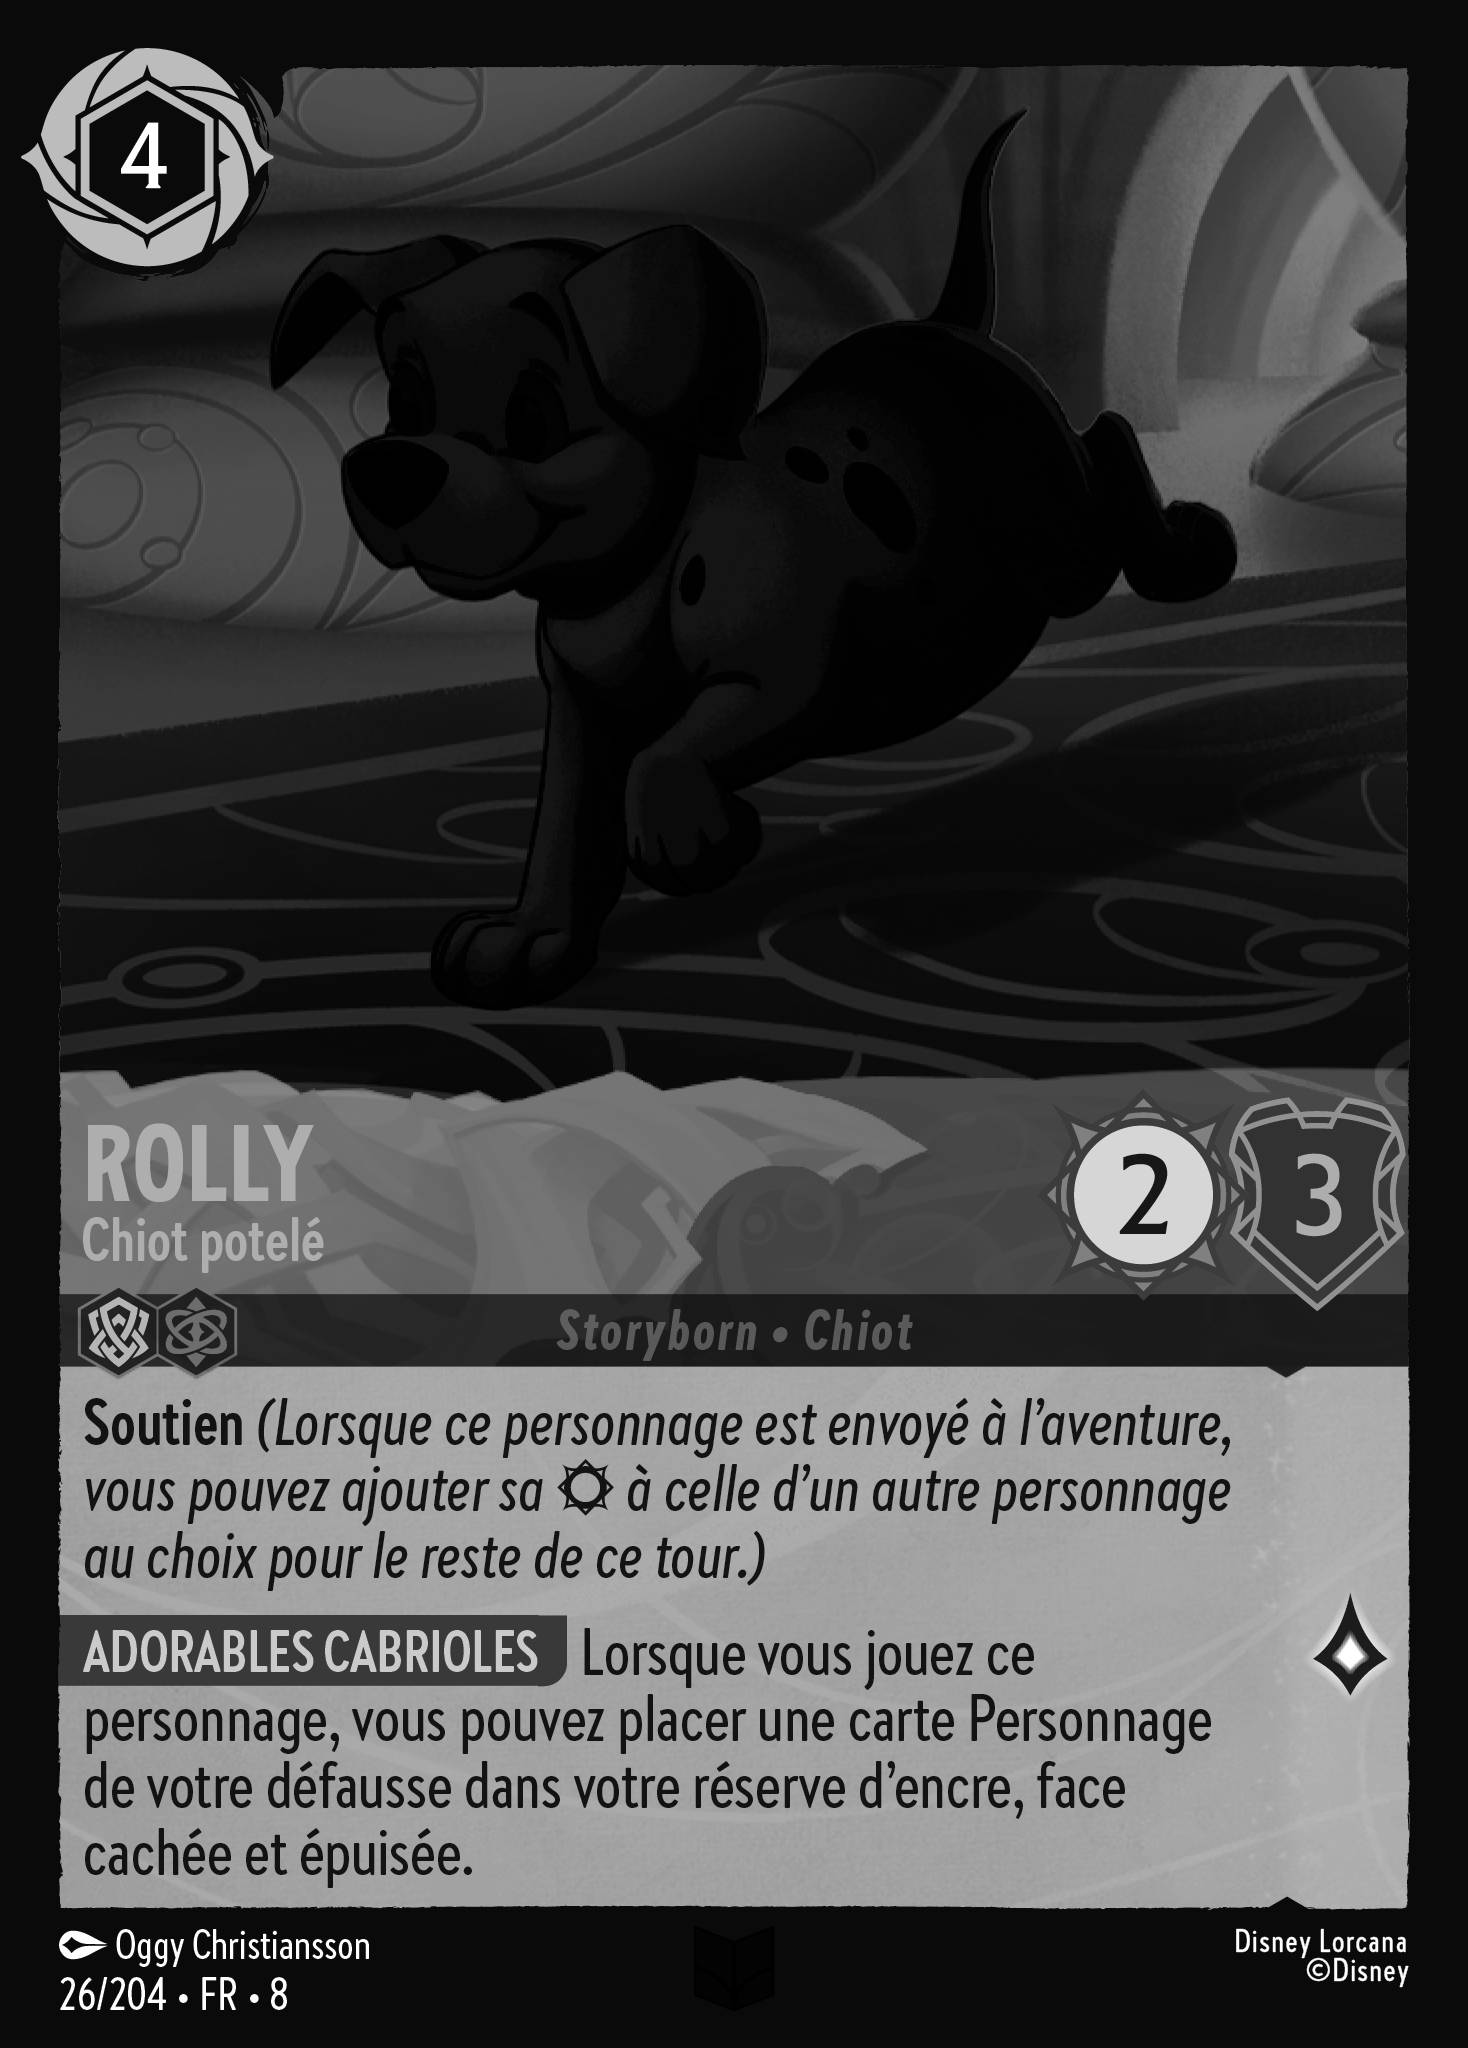 4
ROLLY
Chiot potelé
2
3
Storyborn • Chiot
Soutien (Lorsque ce personnage est envoyé à l’aventure,
vous pouvez ajouter sa à celle d’un autre personnage
au choix pour le reste de ce tour.)
ADORABLES CABRIOLES Lorsque vous jouez ce
personnage, vous pouvez placer une carte Personnage
de votre défausse dans votre réserve d’encre, face
cachée et épuisée.
Oggy Christiansson
26/204 • FR • 8
Disney Lorcana
©Disney